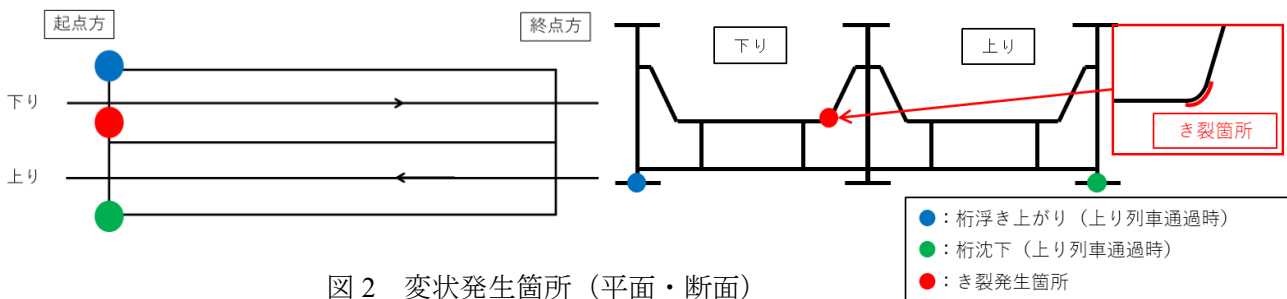 起点方
終点方
下り
上り
下り
上り
き裂箇所
●：桁浮き上がり（上り列車通過時）
●：桁沈下（上り列車通過時）
●：き裂発生箇所
図 2　変状発生箇所（平面・断面）